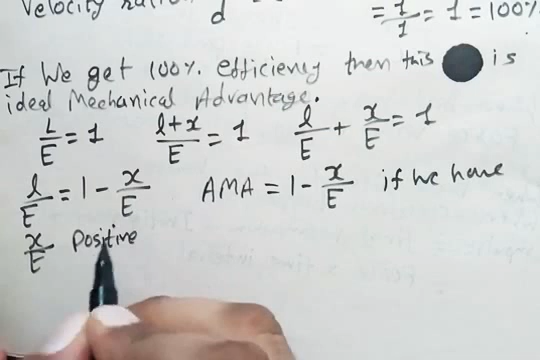 Velocity d = 1/1 = 1 = 100%
If We get 100% efficiency then this is
ideal Mechanical Advantage.
L/E = 1 l+x/E = 1 l/E + x/E = 1
l/E = 1 - x/E AMA = 1 - x/E if we have
x/E Positive